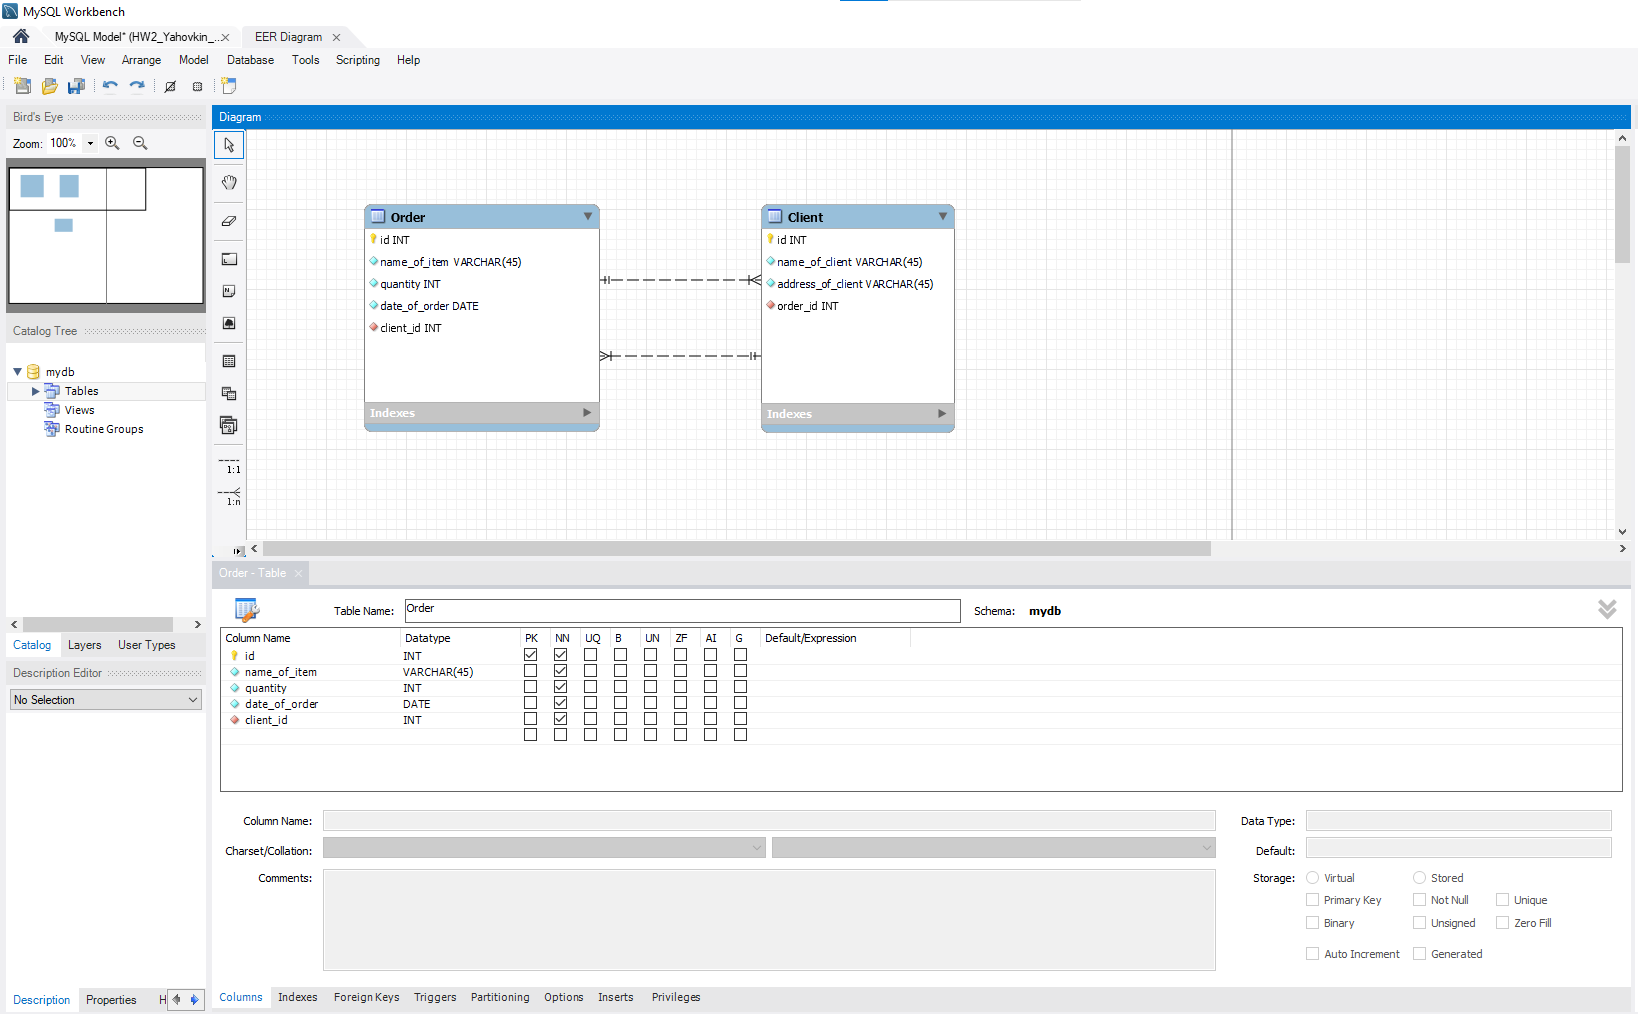 MySQL Workbench
MySQL Model* (HW2_Yahovkin_...
EER Diagram
File Edit View Arrange Model Database Tools Scripting Help
Bird's Eye
Zoom: 100%
Diagram
Order
id INT
name_of_item VARCHAR(45)
quantity INT
date_of_order DATE
client_id INT
Indexes
Client
id INT
name_of_client VARCHAR(45)
address_of_client VARCHAR(45)
order_id INT
Indexes
1:1
1:n
Catalog Tree
mydb
Tables
Views
Routine Groups
Catalog Layers User Types
Description Editor
No Selection
Description Properties H
Order - Table
Table Name: Order Schema: mydb
Column Name Datatype PK NN UQ B UN ZF AI G Default/Expression
id INT
name_of_item VARCHAR(45)
quantity INT
date_of_order DATE
client_id INT
Column Name: Data Type:
Charset/Collation: Default:
Comments: Storage: Virtual Stored
Primary Key Not Null Unique
Binary Unsigned Zero Fill
Auto Increment Generated
Columns Indexes Foreign Keys Triggers Partitioning Options Inserts Privileges